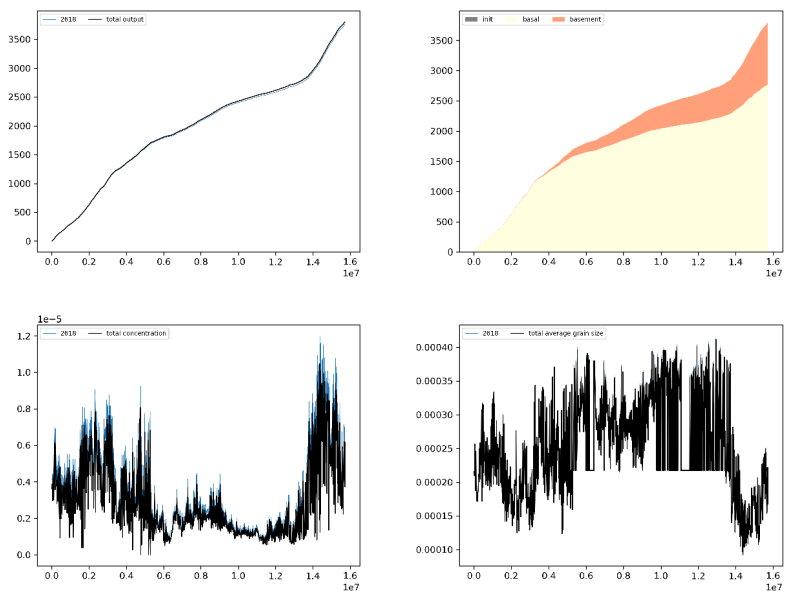 2618 total output
3500
3000
2500
2000
1500
1000
500
0
0.0 0.2 0.4 0.6 0.8 1.0 1.2 1.4 1.6
1e7
init basal basement
3500
3000
2500
2000
1500
1000
500
0
0.0 0.2 0.4 0.6 0.8 1.0 1.2 1.4 1.6
1e7
1e−5
2618 total concentration
1.2
1.0
0.8
0.6
0.4
0.2
0.0
0.0 0.2 0.4 0.6 0.8 1.0 1.2 1.4 1.6
1e7
2618 total average grain size
0.00040
0.00035
0.00030
0.00025
0.00020
0.00015
0.00010
0.0 0.2 0.4 0.6 0.8 1.0 1.2 1.4 1.6
1e7